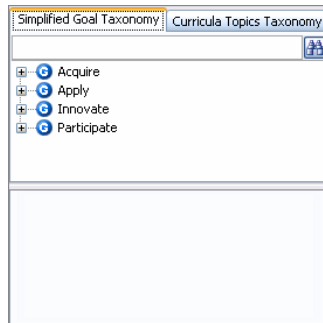 Simplified Goal Taxonomy Curricula Topics Taxonomy
G Acquire
G Apply
G Innovate
G Participate